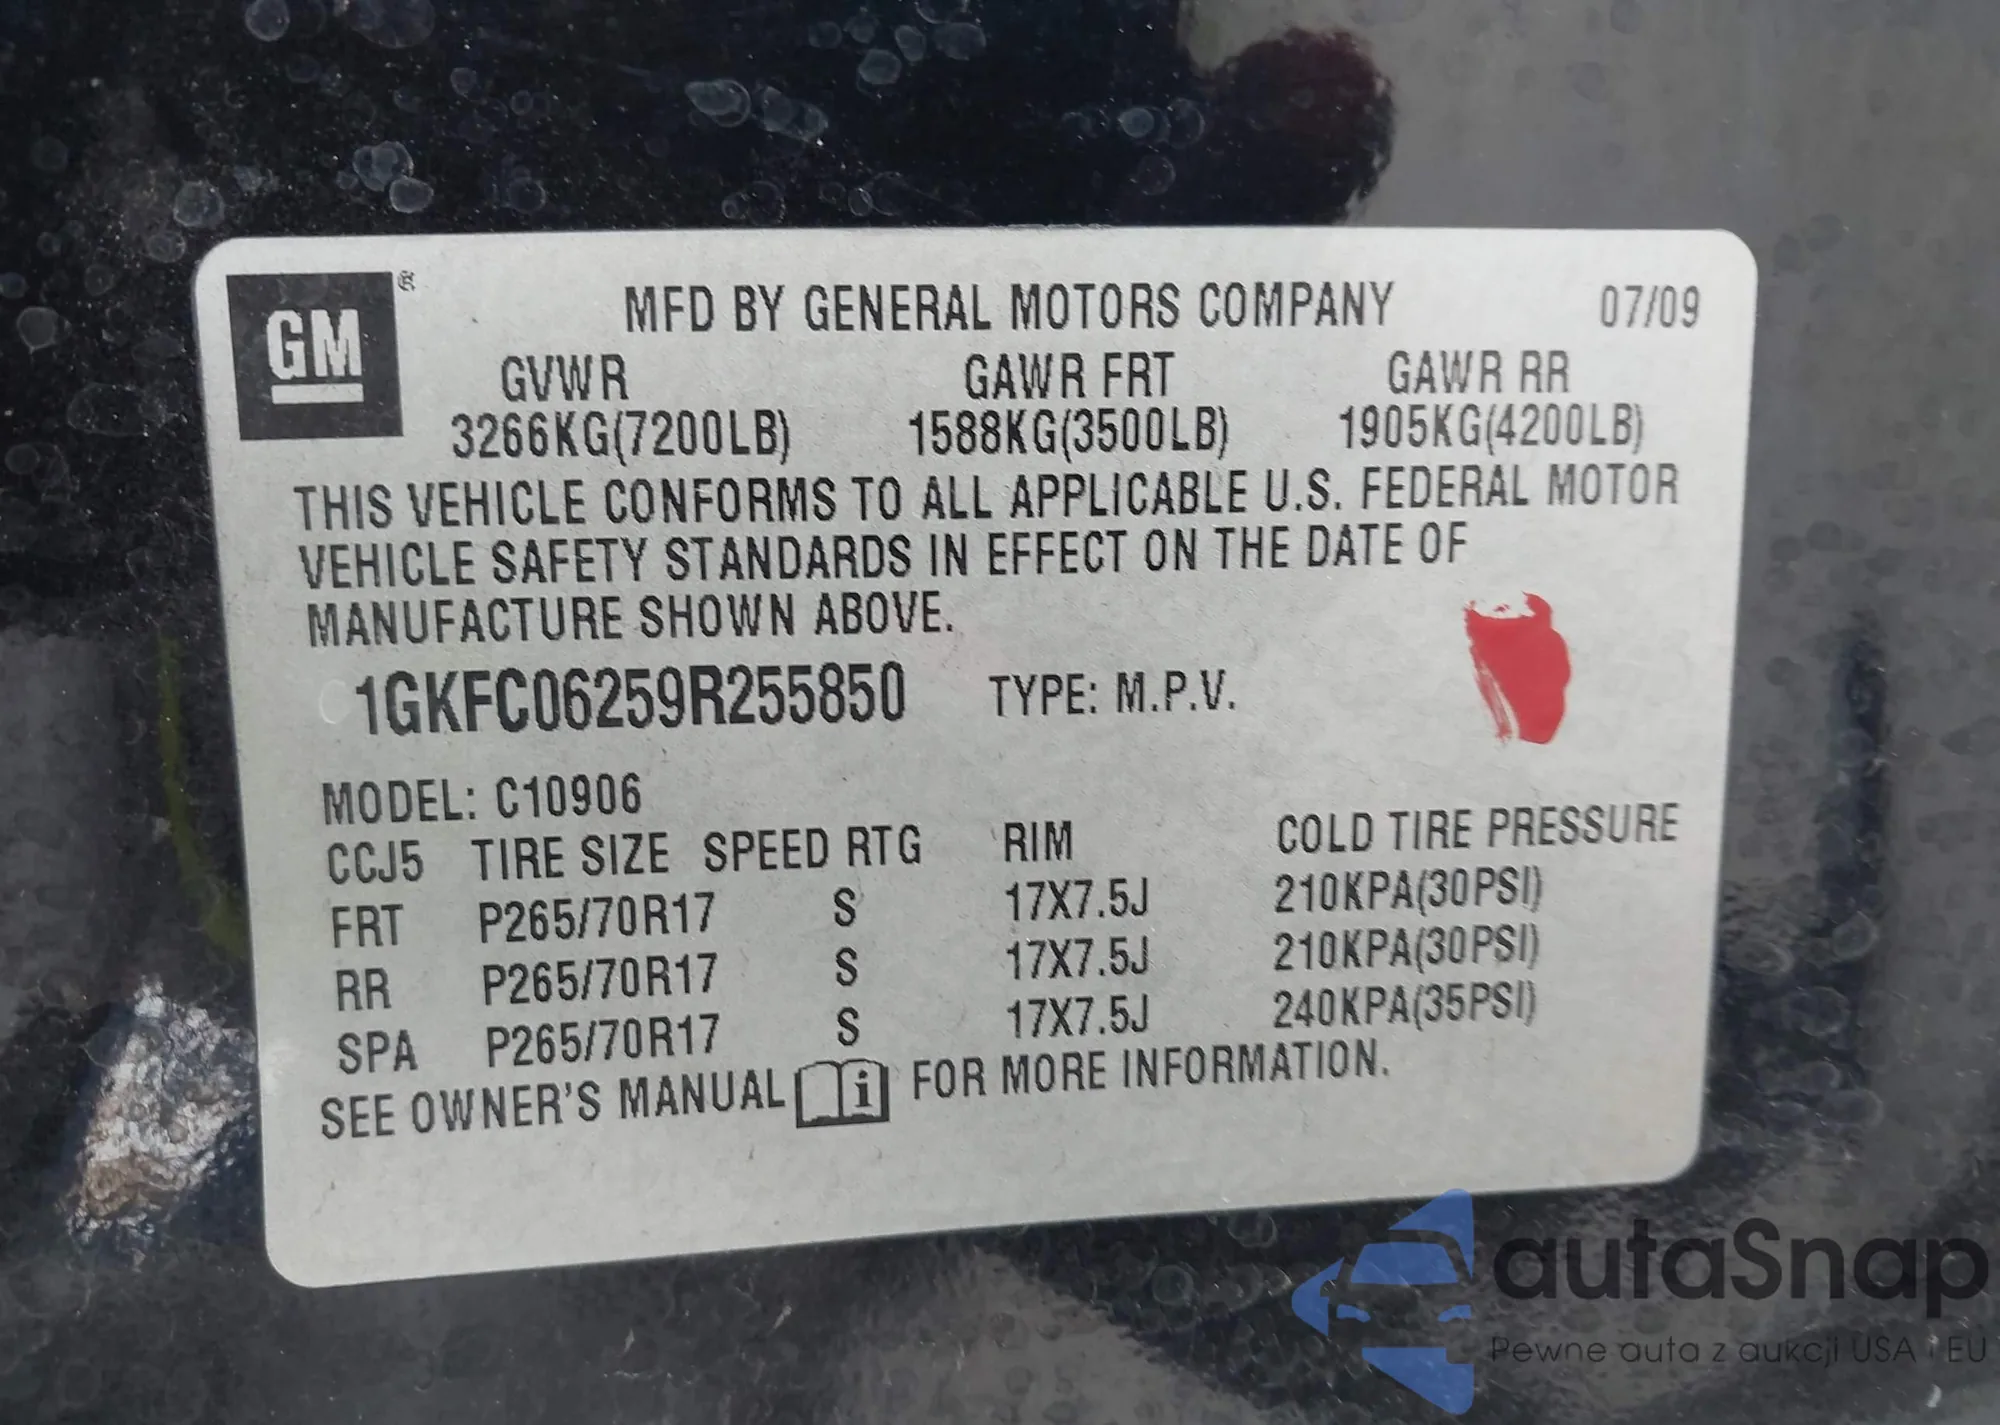 GM ®
MFD BY GENERAL MOTORS COMPANY 07/09
GVWR GAWR FRT GAWR RR
3266KG(7200LB) 1588KG(3500LB) 1905KG(4200LB)
THIS VEHICLE CONFORMS TO ALL APPLICABLE U.S. FEDERAL MOTOR
VEHICLE SAFETY STANDARDS IN EFFECT ON THE DATE OF
MANUFACTURE SHOWN ABOVE.
1GKFC06259R255850 TYPE: M.P.V.
MODEL: C10906
CCJ5 TIRE SIZE SPEED RTG RIM COLD TIRE PRESSURE
FRT P265/70R17 S 17X7.5J 210KPA(30PSI)
RR P265/70R17 S 17X7.5J 210KPA(30PSI)
SPA P265/70R17 S 17X7.5J 240KPA(35PSI)
SEE OWNER'S MANUAL i FOR MORE INFORMATION.
autaSnap
Pewne auta z aukcji USA i EU